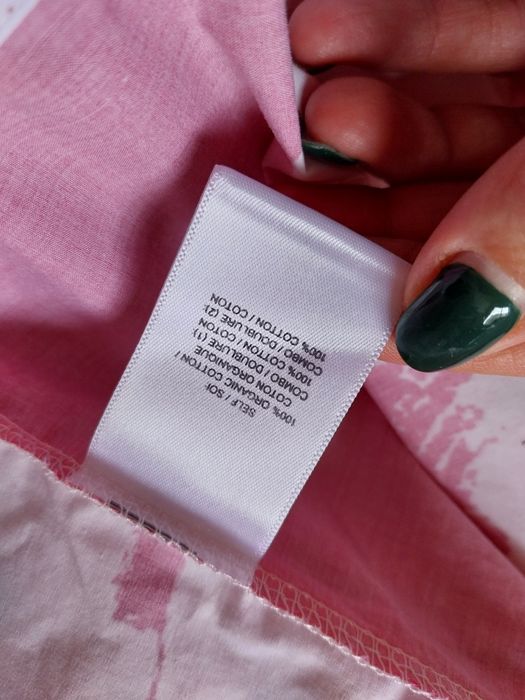 SELF / SOI
100% ORGANIC COTTON /
COTON ORGANIQUE
COMBO / DOUBLURE (1):
100% COTTON / COTON
COMBO / DOUBLURE (2):
100% COTTON / COTON